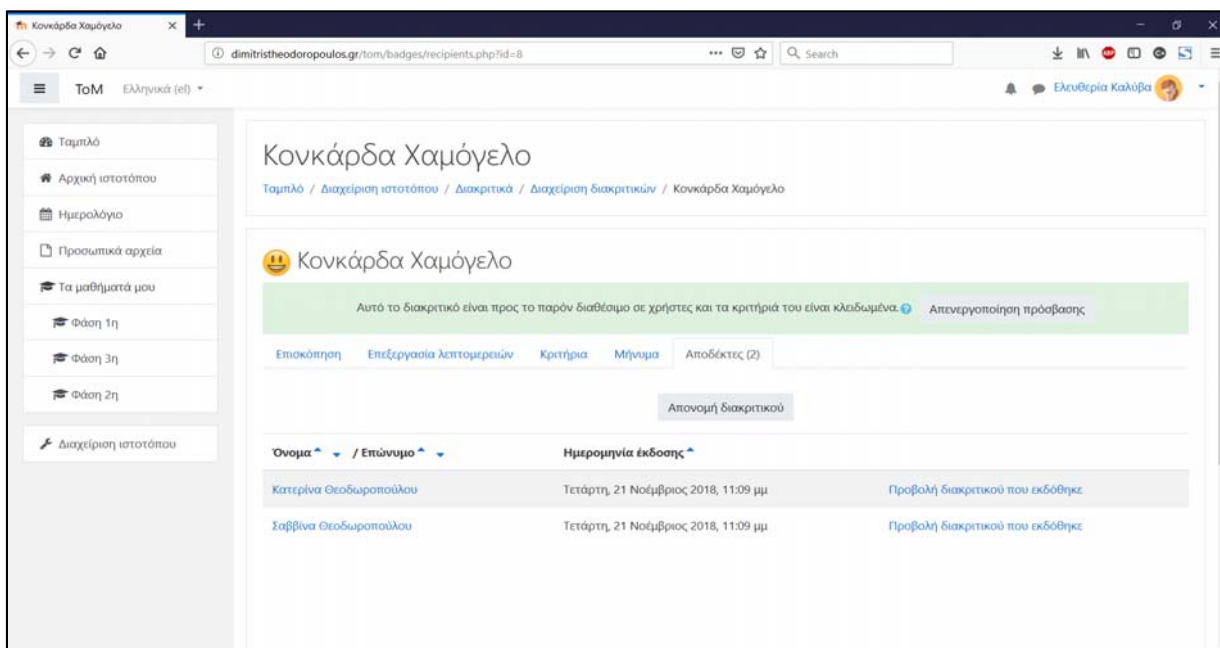 Κονκάρδα Χαμόγελο
dimitristheodoropoulos.gr/tom/badges/recipients.php?id=8
Search
ToM Ελληνικά (el)
Ελευθερία Καλύβα
Ταμπλό
Αρχική ιστοτόπου
Ημερολόγιο
Προσωπικά αρχεία
Τα μαθήματά μου
Φάση 1η
Φάση 3η
Φάση 2η
Διαχείριση ιστοτόπου
Κονκάρδα Χαμόγελο
Ταμπλό / Διαχείριση ιστοτόπου / Διακριτικά / Διαχείριση διακριτικών / Κονκάρδα Χαμόγελο
Κονκάρδα Χαμόγελο
Αυτό το διακριτικό είναι προς το παρόν διαθέσιμο σε χρήστες και τα κριτήριά του είναι κλειδωμένα. Απενεργοποίηση πρόσβασης
Επισκόπηση Επεξεργασία λεπτομερειών Κριτήρια Μήνυμα Αποδέκτες (2)
Απονομή διακριτικού
Όνομα / Επώνυμο Ημερομηνία έκδοσης
Κατερίνα Θεοδωροπούλου Τετάρτη, 21 Νοέμβριος 2018, 11:09 μμ Προβολή διακριτικού που εκδόθηκε
Σαββίνα Θεοδωροπούλου Τετάρτη, 21 Νοέμβριος 2018, 11:09 μμ Προβολή διακριτικού που εκδόθηκε